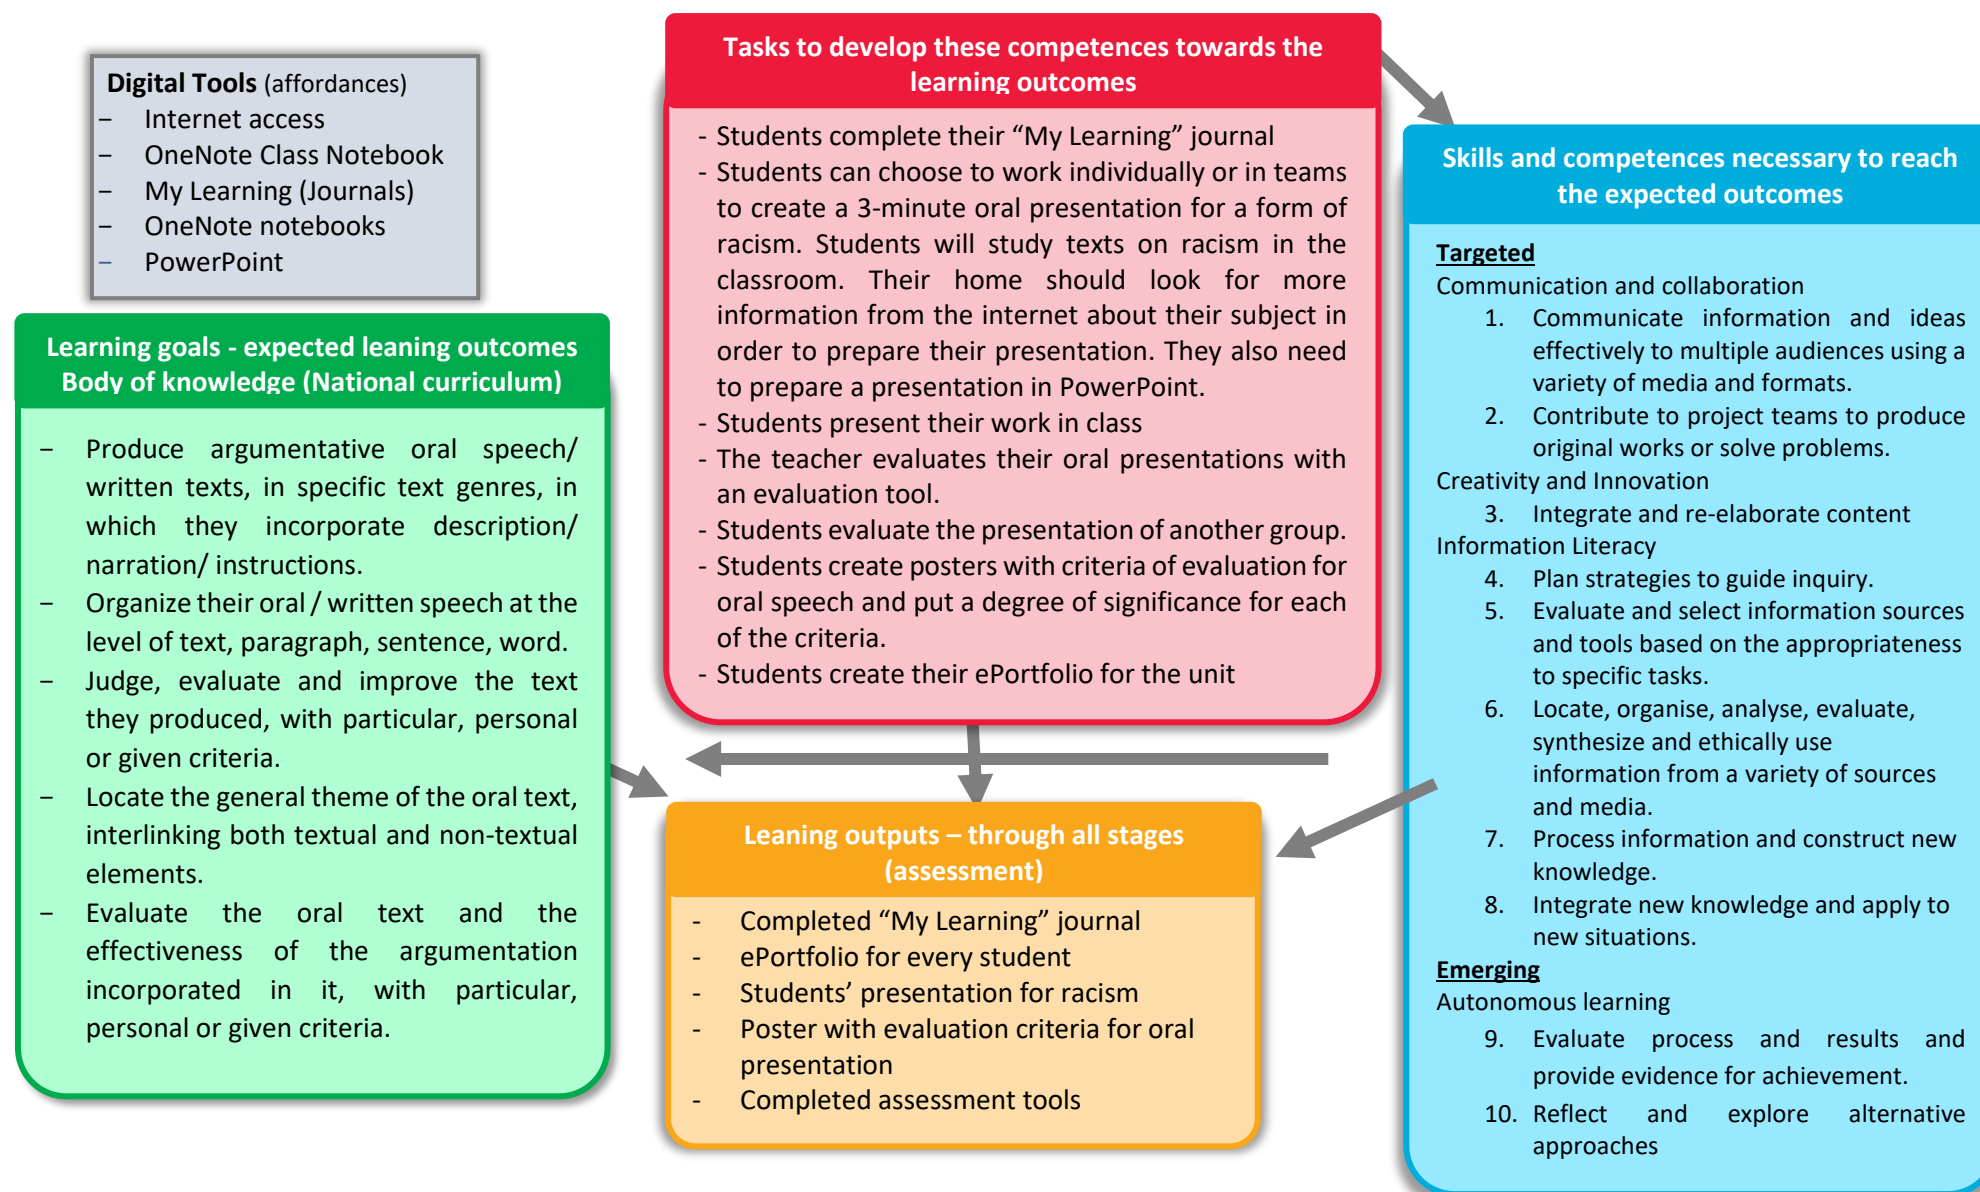 Digital Tools (affordances)
– Internet access
– OneNote Class Notebook
– My Learning (Journals)
– OneNote notebooks
– PowerPoint
Learning goals - expected leaning outcomes
Body of knowledge (National curriculum)
– Produce argumentative oral speech/
written texts, in specific text genres, in
which they incorporate description/
narration/ instructions.
– Organize their oral / written speech at the
level of text, paragraph, sentence, word.
– Judge, evaluate and improve the text
they produced, with particular, personal
or given criteria.
– Locate the general theme of the oral text,
interlinking both textual and non-textual
elements.
– Evaluate the oral text and the
effectiveness of the argumentation
incorporated in it, with particular,
personal or given criteria.
Tasks to develop these competences towards the
learning outcomes
- Students complete their “My Learning” journal
- Students can choose to work individually or in teams
to create a 3-minute oral presentation for a form of
racism. Students will study texts on racism in the
classroom. Their home should look for more
information from the internet about their subject in
order to prepare their presentation. They also need
to prepare a presentation in PowerPoint.
- Students present their work in class
- The teacher evaluates their oral presentations with
an evaluation tool.
- Students evaluate the presentation of another group.
- Students create posters with criteria of evaluation for
oral speech and put a degree of significance for each
of the criteria.
- Students create their ePortfolio for the unit
Leaning outputs – through all stages
(assessment)
- Completed “My Learning” journal
- ePortfolio for every student
- Students’ presentation for racism
- Poster with evaluation criteria for oral
presentation
- Completed assessment tools
Skills and competences necessary to reach
the expected outcomes
Targeted
Communication and collaboration
1. Communicate information and ideas
effectively to multiple audiences using a
variety of media and formats.
2. Contribute to project teams to produce
original works or solve problems.
Creativity and Innovation
3. Integrate and re-elaborate content
Information Literacy
4. Plan strategies to guide inquiry.
5. Evaluate and select information sources
and tools based on the appropriateness
to specific tasks.
6. Locate, organise, analyse, evaluate,
synthesize and ethically use
information from a variety of sources
and media.
7. Process information and construct new
knowledge.
8. Integrate new knowledge and apply to
new situations.
Emerging
Autonomous learning
9. Evaluate process and results and
provide evidence for achievement.
10. Reflect and explore alternative
approaches